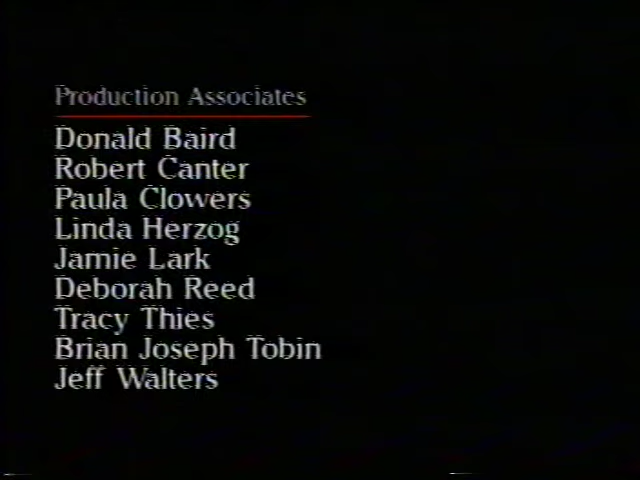 Production Associates
Donald Baird
Robert Canter
Paula Clowers
Linda Herzog
Jamie Lark
Deborah Reed
Tracy Thies
Brian Joseph Tobin
Jeff Walters